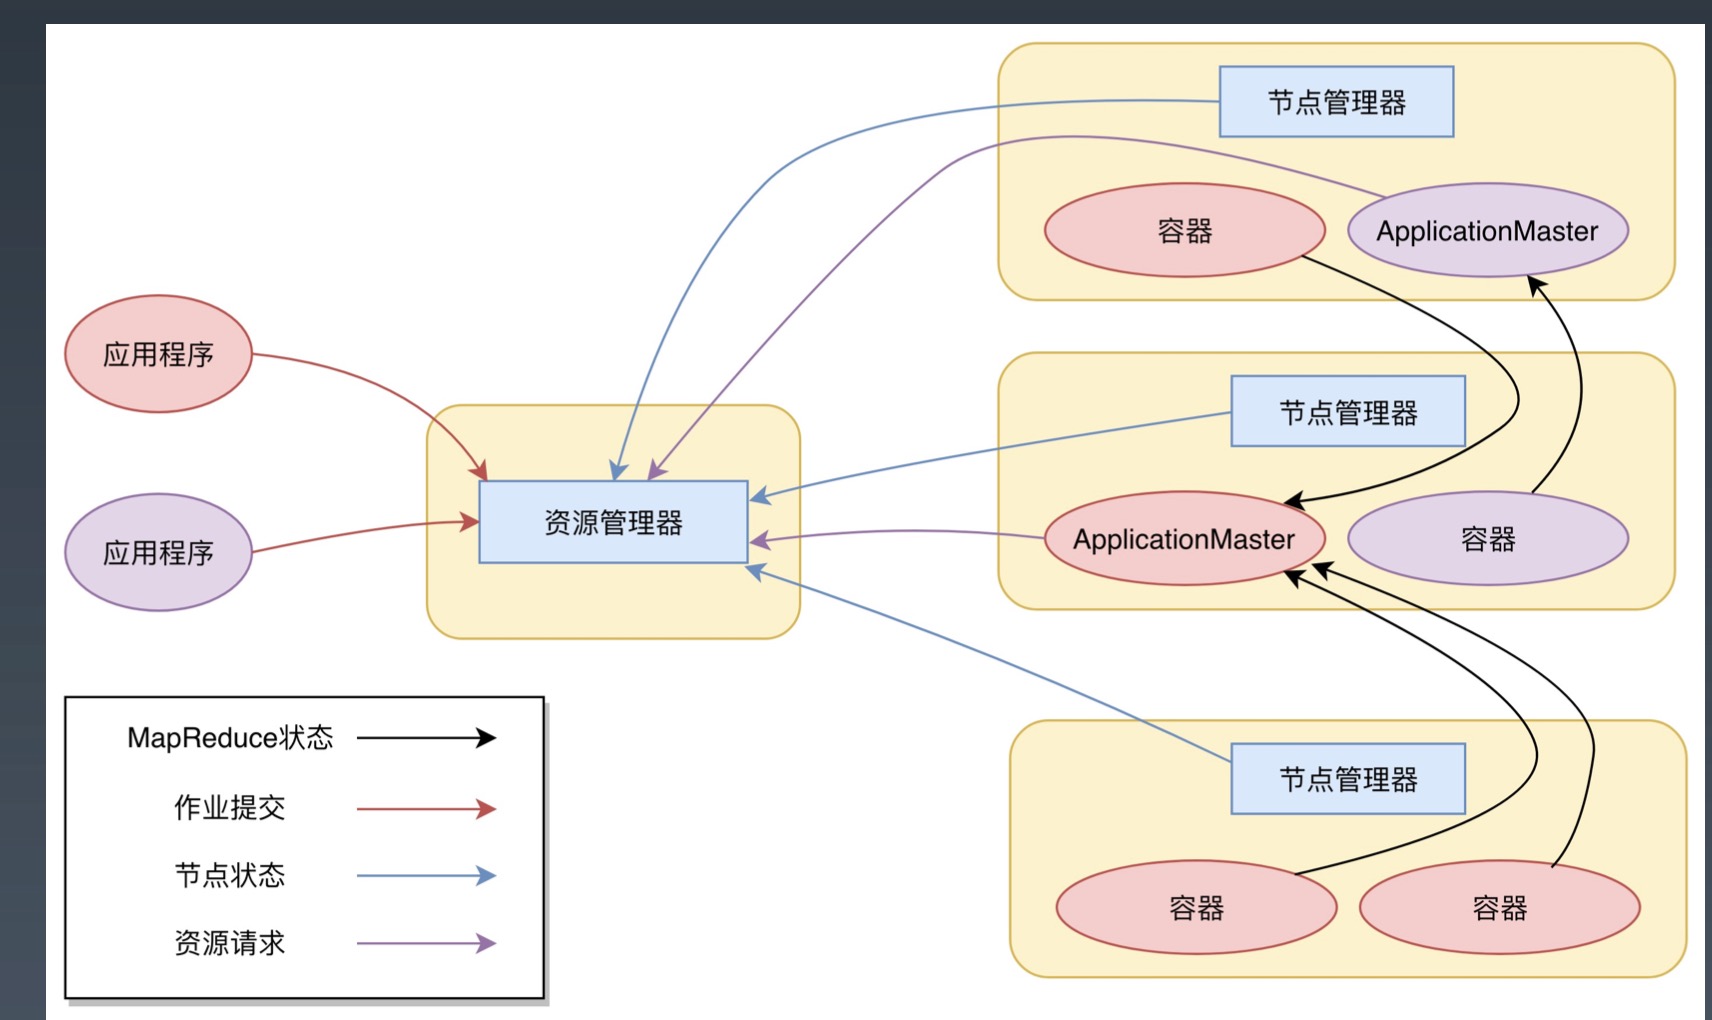 节点管理器
容器
ApplicationMaster
应用程序
节点管理器
资源管理器
应用程序
ApplicationMaster
容器
MapReduce状态
作业提交
节点状态
资源请求
节点管理器
容器
容器